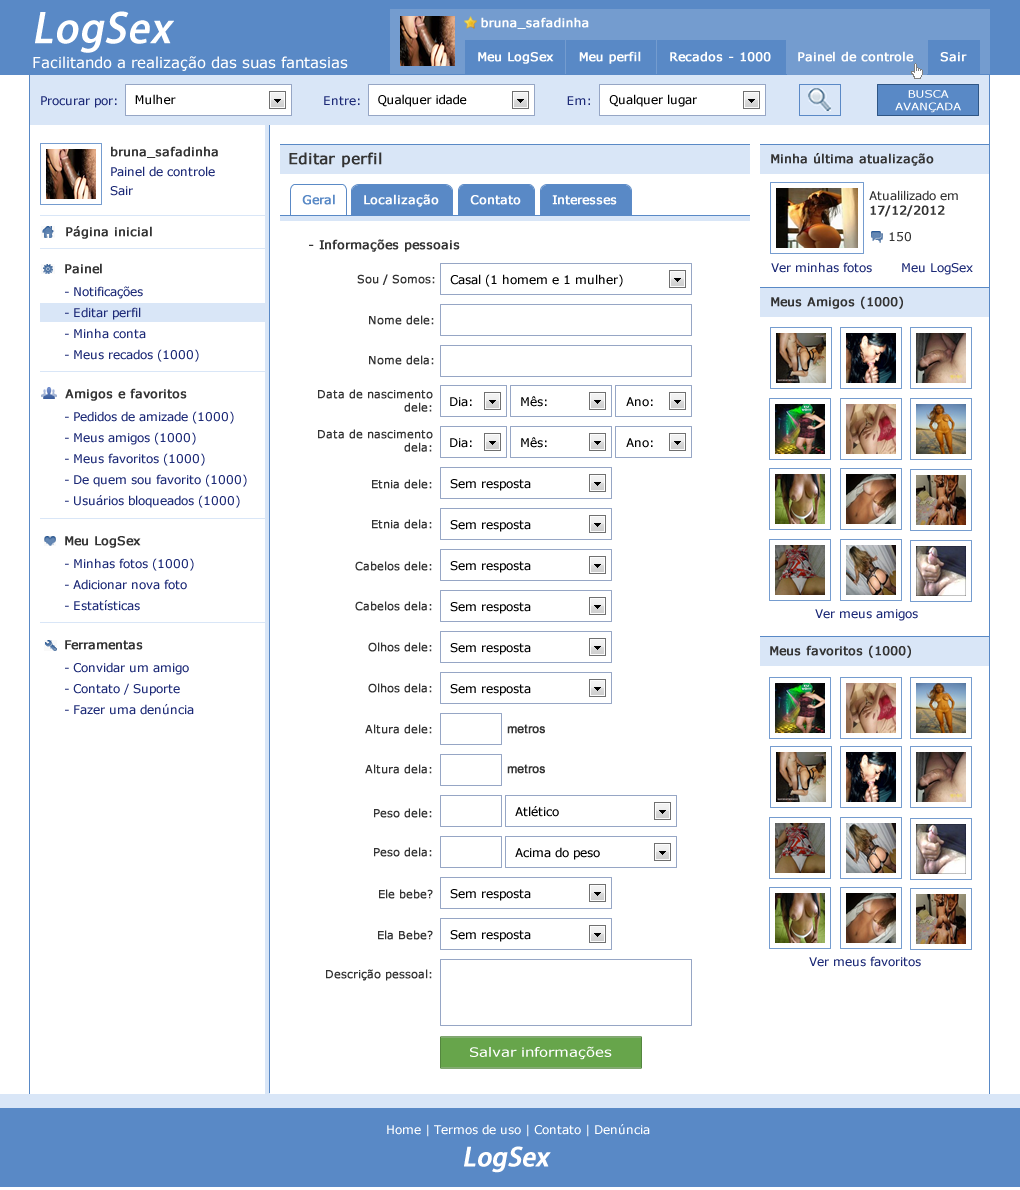 LogSex
Facilitando a realização das suas fantasias
bruna_safadinha
Meu LogSex
Meu perfil
Recados - 1000
Painel de controle
Sair
Procurar por:
Mulher
Entre:
Qualquer idade
Em:
Qualquer lugar
BUSCA
AVANÇADA
bruna_safadinha
Painel de controle
Sair
Página inicial
Painel
- Notificações
- Editar perfil
- Minha conta
- Meus recados (1000)
Amigos e favoritos
- Pedidos de amizade (1000)
- Meus amigos (1000)
- Meus favoritos (1000)
- De quem sou favorito (1000)
- Usuários bloqueados (1000)
Meu LogSex
- Minhas fotos (1000)
- Adicionar nova foto
- Estatísticas
Ferramentas
- Convidar um amigo
- Contato / Suporte
- Fazer uma denúncia
Editar perfil
Geral
Localização
Contato
Interesses
- Informações pessoais
Sou / Somos:
Casal (1 homem e 1 mulher)
Nome dele:
Nome dela:
Data de nascimento
dele:
Dia:
Mês:
Ano:
Data de nascimento
dela:
Dia:
Mês:
Ano:
Etnia dele:
Sem resposta
Etnia dela:
Sem resposta
Cabelos dele:
Sem resposta
Cabelos dela:
Sem resposta
Olhos dele:
Sem resposta
Olhos dela:
Sem resposta
Altura dele:
metros
Altura dela:
metros
Peso dele:
Atlético
Peso dela:
Acima do peso
Ele bebe?
Sem resposta
Ela Bebe?
Sem resposta
Descrição pessoal:
Salvar informações
Minha última atualização
Atualilizado em
17/12/2012
150
Ver minhas fotos
Meu LogSex
Meus Amigos (1000)
Ver meus amigos
Meus favoritos (1000)
Ver meus favoritos
Home | Termos de uso | Contato | Denúncia
LogSex